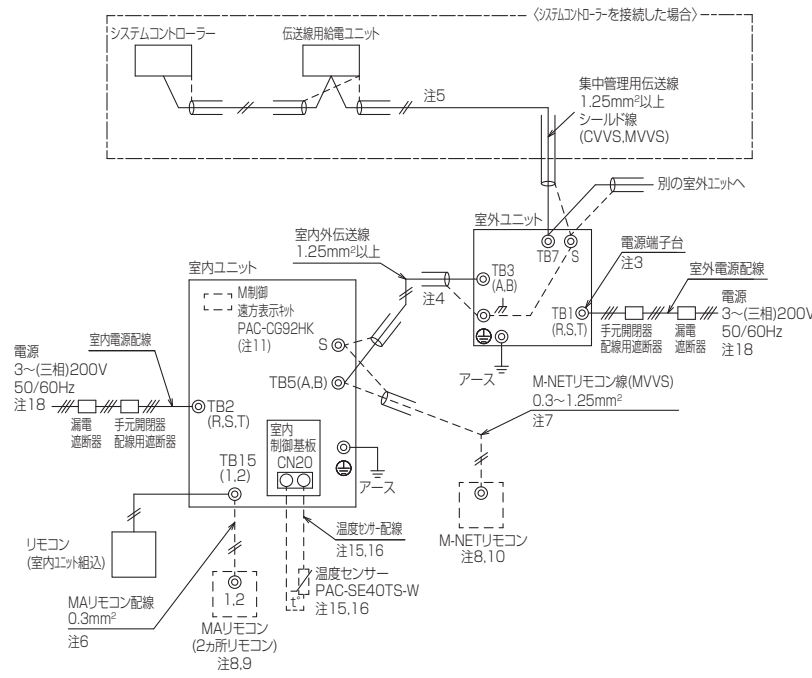 〈システムコントローラーを接続した場合〉
システムコントローラー
伝送線用給電ユニット
注5
集中管理用伝送線
1.25mm²以上
シールド線
(CVVS,MVVS)
別の室外ユニットへ
室外ユニット
TB7
S
TB3
(A,B)
TB1
(R,S,T)
電源端子台
注3
室外電源配線
電源
3〜(三相)200V
50/60Hz
注18
手元開閉器
配線用遮断器
漏電
遮断器
アース
室内外伝送線
1.25mm²以上
注4
室内ユニット
M制御
遠方表示キット
PAC-CG92HK
(注11)
S
TB5(A,B)
室内電源配線
電源
3〜(三相)200V
50/60Hz
注18
漏電
遮断器
手元開閉器
配線用遮断器
TB2
(R,S,T)
TB15
(1,2)
室内
制御基板
CN20
アース
M-NETリモコン線(MVVS)
0.3〜1.25mm²
注7
M-NETリモコン
注8,10
リモコン
(室内ユニット組込)
MAリモコン配線
0.3mm²
注6
1,2
MAリモコン
(2ヵ所リモコン)
注8,9
温度センサー配線
注15,16
t°
温度センサー
PAC-SE40TS-W
注15,16